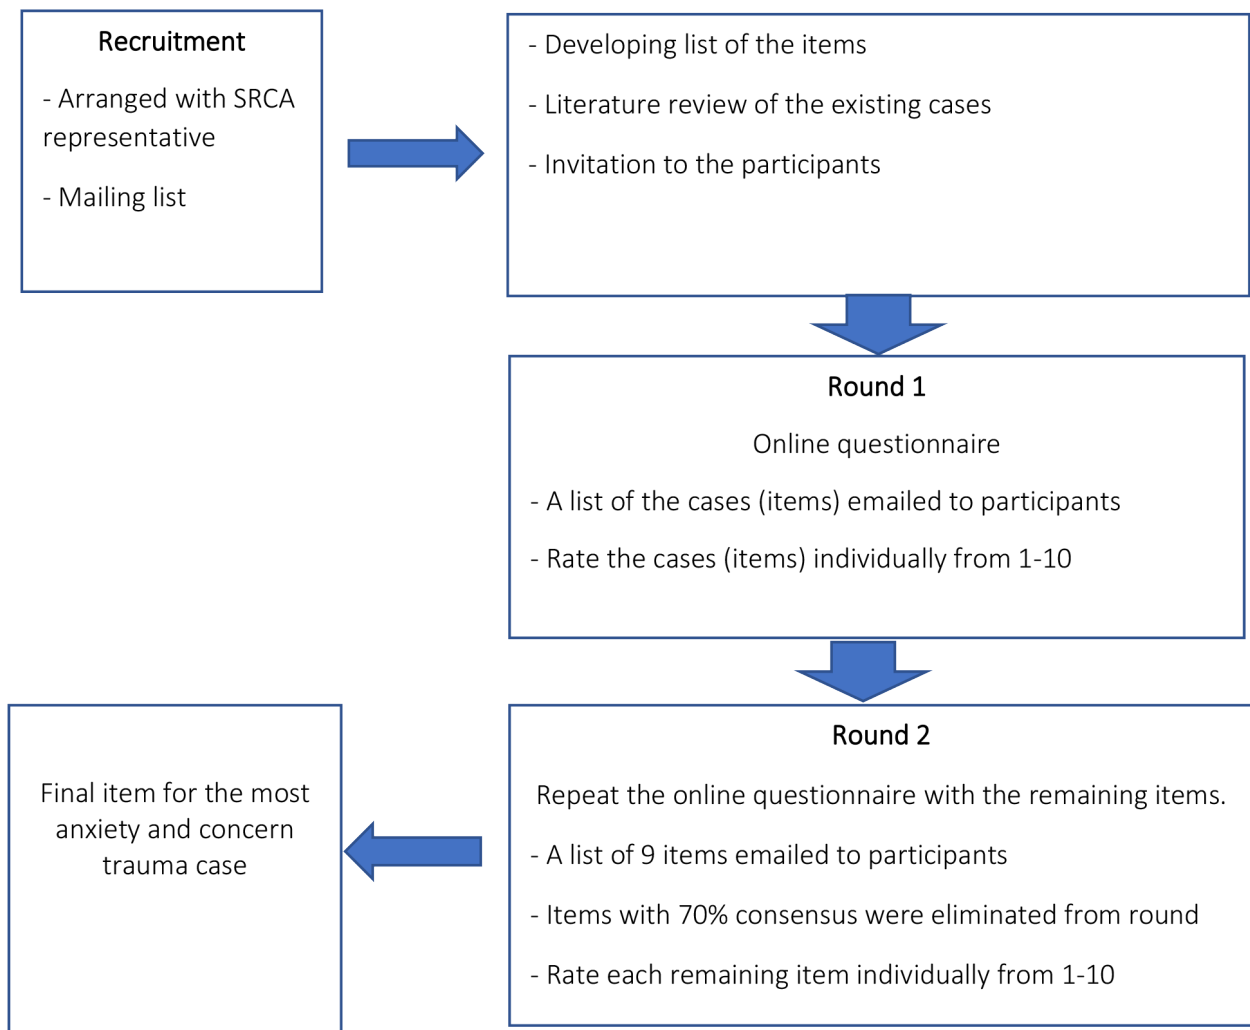 Recruitment
- Arranged with SRCA
representative
- Mailing list
- Developing list of the items
- Literature review of the existing cases
- Invitation to the participants
Round 1
Online questionnaire
- A list of the cases (items) emailed to participants
- Rate the cases (items) individually from 1-10
Round 2
Repeat the online questionnaire with the remaining items.
- A list of 9 items emailed to participants
- Items with 70% consensus were eliminated from round
- Rate each remaining item individually from 1-10
Final item for the most
anxiety and concern
trauma case